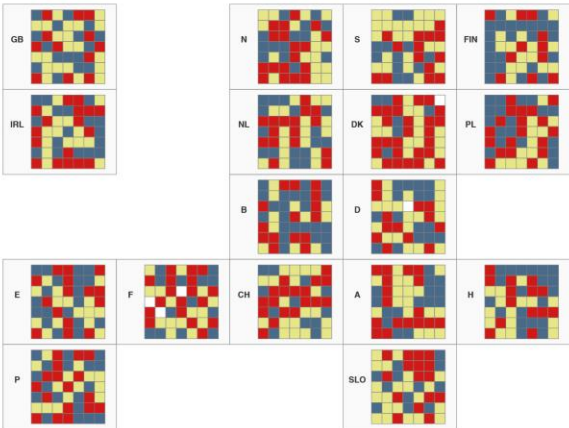 GB N S FIN
IRL NL DK PL
B D
E F CH A H
P SLO